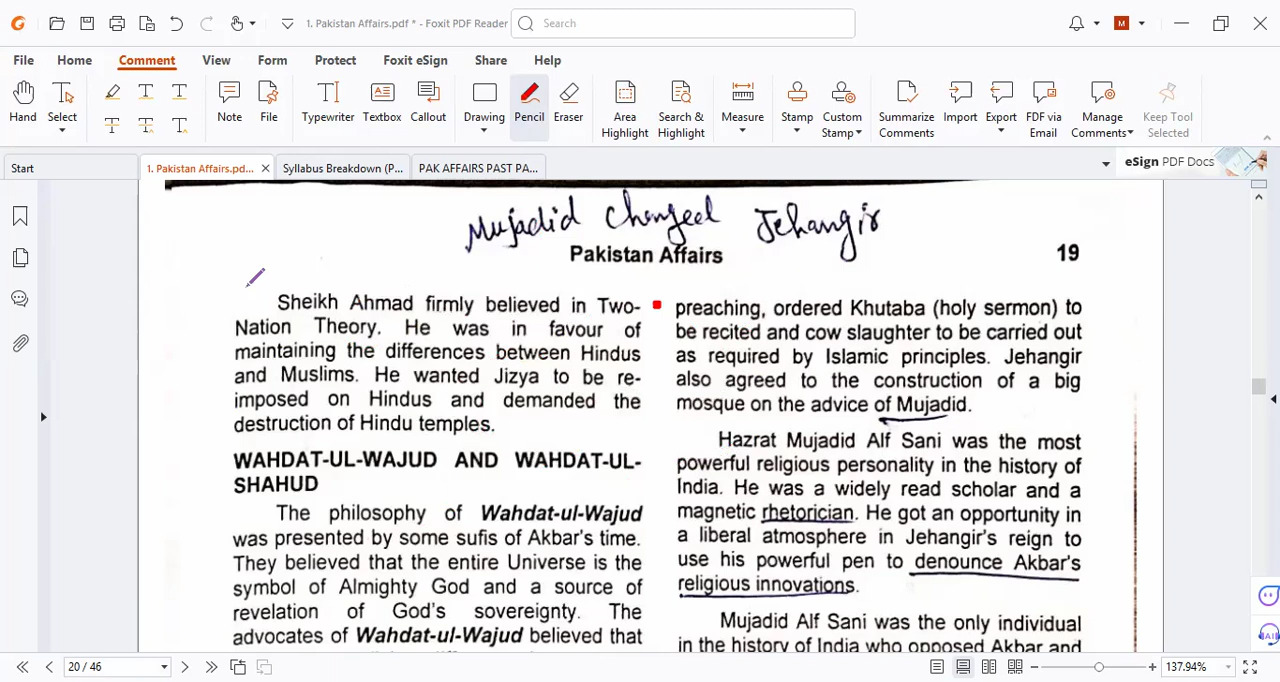 1. Pakistan Affairs.pdf * - Foxit PDF Reader
Search
M
File Home Comment View Form Protect Foxit eSign Share Help
Hand Select Note File Typewriter Textbox Callout Drawing Pencil Eraser Area Highlight Search & Highlight Measure Stamp Custom Stamp Summarize Comments Import Export FDF via Email Manage Comments Keep Tool Selected
Start 1. Pakistan Affairs.pd... Syllabus Breakdown (P... PAK AFFAIRS PAST PA... eSign PDF Docs
Mujadid Changed Jehangir
Pakistan Affairs 19
Sheikh Ahmad firmly believed in Two-
Nation Theory. He was in favour of
maintaining the differences between Hindus
and Muslims. He wanted Jizya to be re-
imposed on Hindus and demanded the
destruction of Hindu temples.
WAHDAT-UL-WAJUD AND WAHDAT-UL-
SHAHUD
The philosophy of Wahdat-ul-Wajud
was presented by some sufis of Akbar's time.
They believed that the entire Universe is the
symbol of Almighty God and a source of
revelation of God's sovereignty. The
advocates of Wahdat-ul-Wajud believed that
preaching, ordered Khutaba (holy sermon) to
be recited and cow slaughter to be carried out
as required by Islamic principles. Jehangir
also agreed to the construction of a big
mosque on the advice of Mujadid.
Hazrat Mujadid Alf Sani was the most
powerful religious personality in the history of
India. He was a widely read scholar and a
magnetic rhetorician. He got an opportunity in
a liberal atmosphere in Jehangir's reign to
use his powerful pen to denounce Akbar's
religious innovations.
Mujadid Alf Sani was the only individual
in the history of India who opposed Akbar and
20 / 46
137.94%